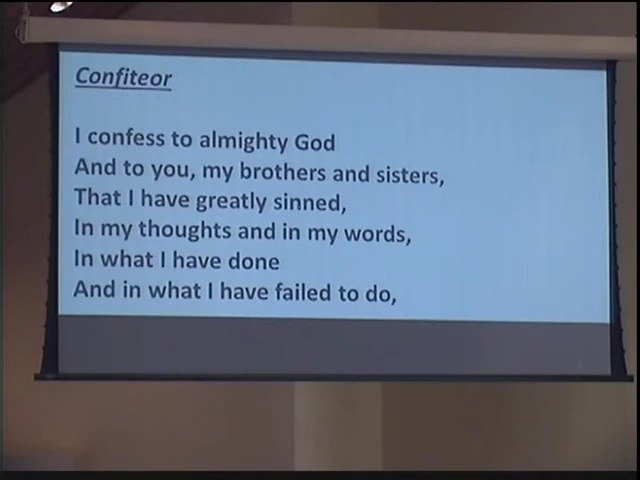 Confiteor
I confess to almighty God
And to you, my brothers and sisters,
That I have greatly sinned,
In my thoughts and in my words,
In what I have done
And in what I have failed to do,